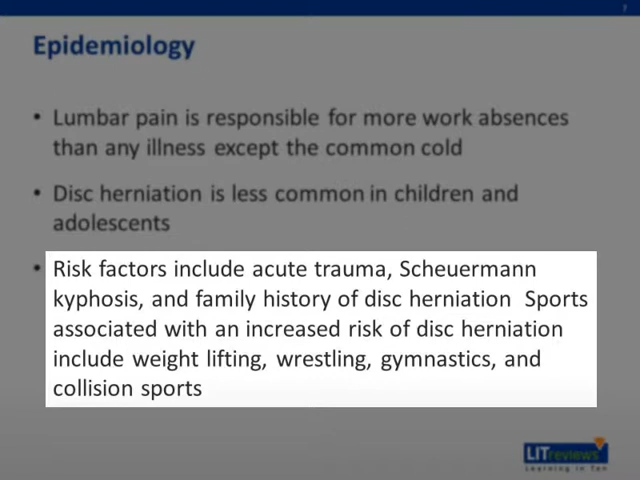 7
Epidemiology
• Lumbar pain is responsible for more work absences
than any illness except the common cold
• Disc herniation is less common in children and
adolescents
• Risk factors include acute trauma, Scheuermann
kyphosis, and family history of disc herniation  Sports
associated with an increased risk of disc herniation
include weight lifting, wrestling, gymnastics, and
collision sports
LITreviews
Learning in Ten